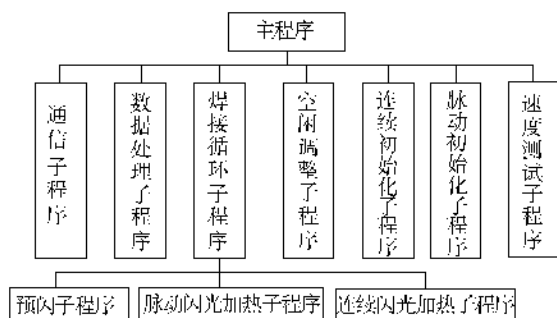 主程序
通信子程序
数据处理子程序
焊接循环子程序
空闲调整子程序
连续初始化子程序
脉动初始化子程序
速度测试子程序
预闪子程序
脉动闪光加热子程序
连续闪光加热子程序